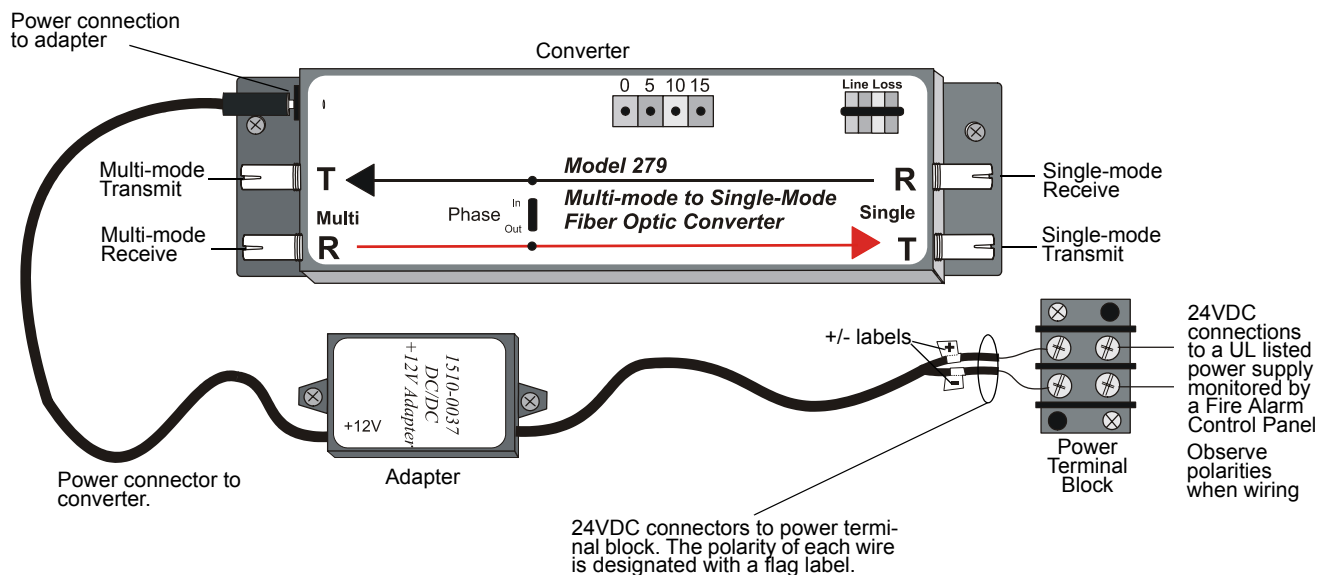 Power connection
to adapter
Converter
0 5 10 15
Line Loss
Multi-mode
Transmit
T
Model 279
R
Single-mode
Receive
Multi
Phase
In
Out
Multi-mode to Single-Mode
Fiber Optic Converter
Single
Multi-mode
Receive
R
T
Single-mode
Transmit
+/- labels
+
-
24VDC
connections
to a UL listed
power supply
monitored by
a Fire Alarm
Control Panel
Observe
polarities
when wiring
1510-0037
DC/DC
+12V Adapter
+12V
Adapter
Power
Terminal
Block
Power connector to
converter.
24VDC connectors to power termi-
nal block. The polarity of each wire
is designated with a flag label.